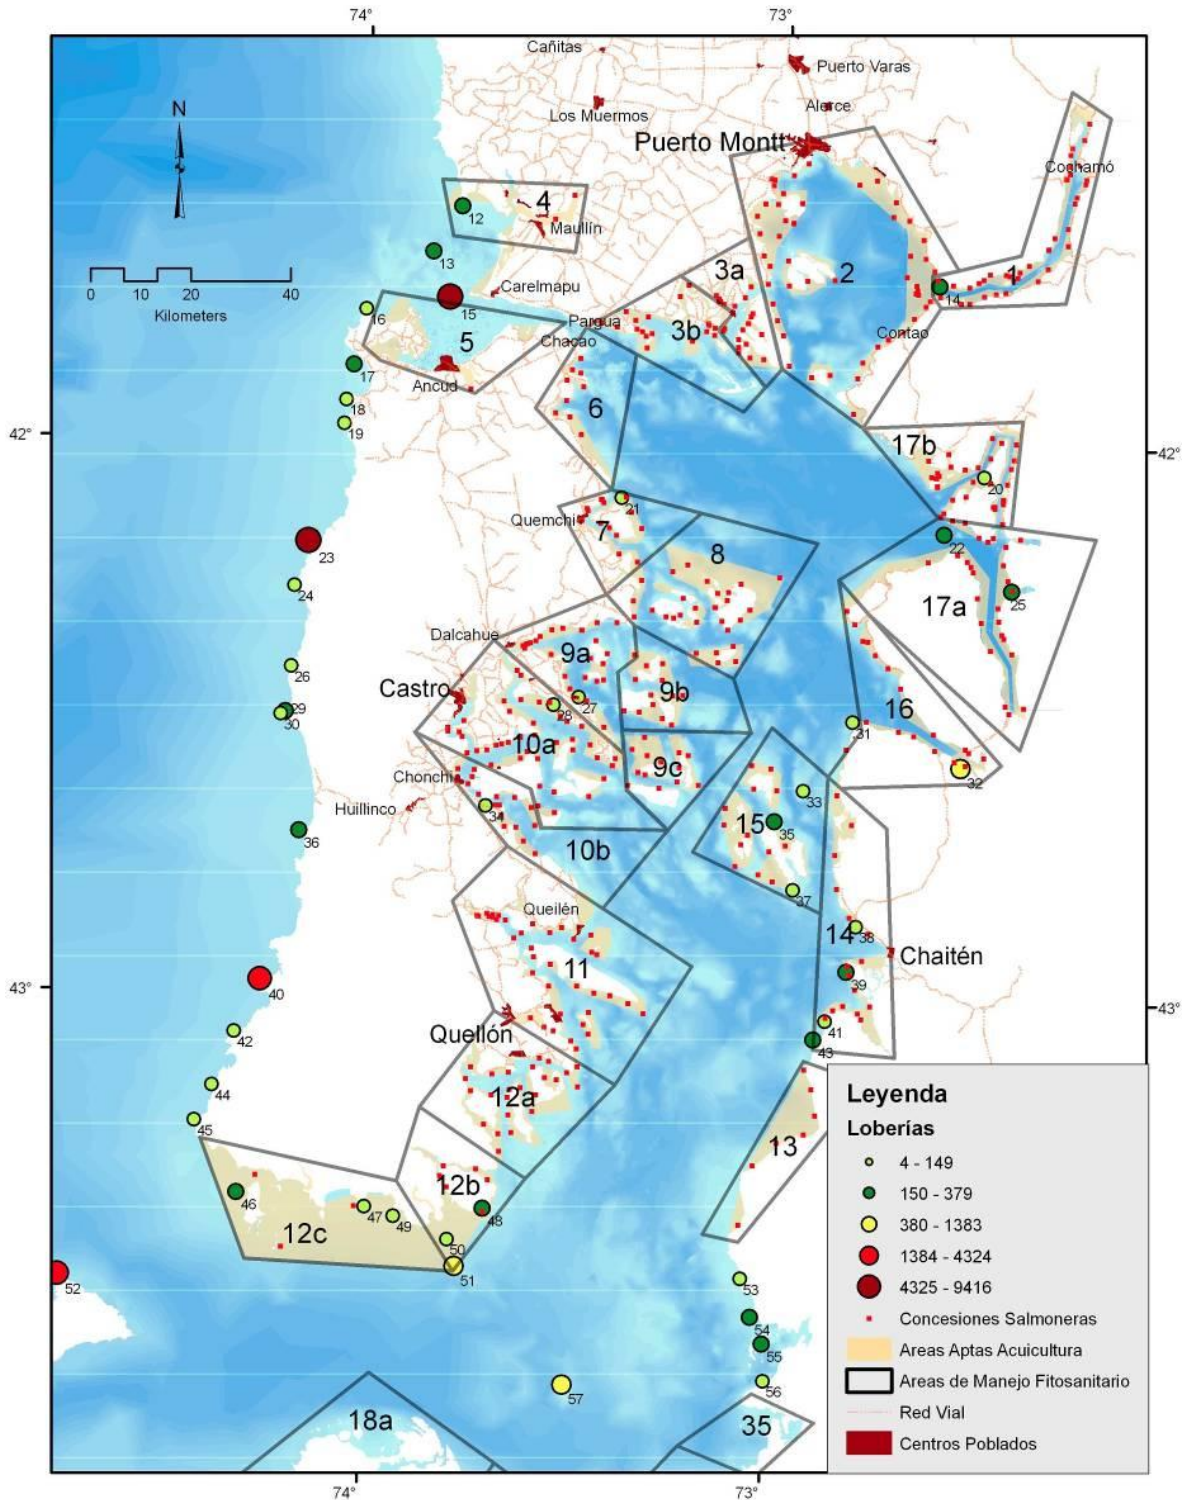 74°
73°
Cañitas
Puerto Varas
Alerce
Los Muermos
Puerto Montt
N
Cochamó
4
12
Maullín
13
3a
2
1
Carelmapu
14
0 10 20 40
Kilometers
15
16
Pargua
3b
Contao
Chacao
5
17
Ancud
18
6
19
42°
42°
17b
20
21
Quemchi
7
23
8
22
24
25
17a
Dalcahue
9a
26
Castro
9b
27
28
29
30
16
31
10a
9c
32
Chonchi
33
Huillinco
34
15
35
36
10b
37
Queilén
14
38
Chaitén
11
40
39
43°
43°
42
Quellón
41
43
44
12a
45
13
12b
46
47
49
48
12c
50
51
52
53
54
55
56
57
18a
35
Leyenda
Loberías
4 - 149
150 - 379
380 - 1383
1384 - 4324
4325 - 9416
Concesiones Salmoneras
Areas Aptas Acuicultura
Areas de Manejo Fitosanitario
Red Vial
Centros Poblados
74°
73°